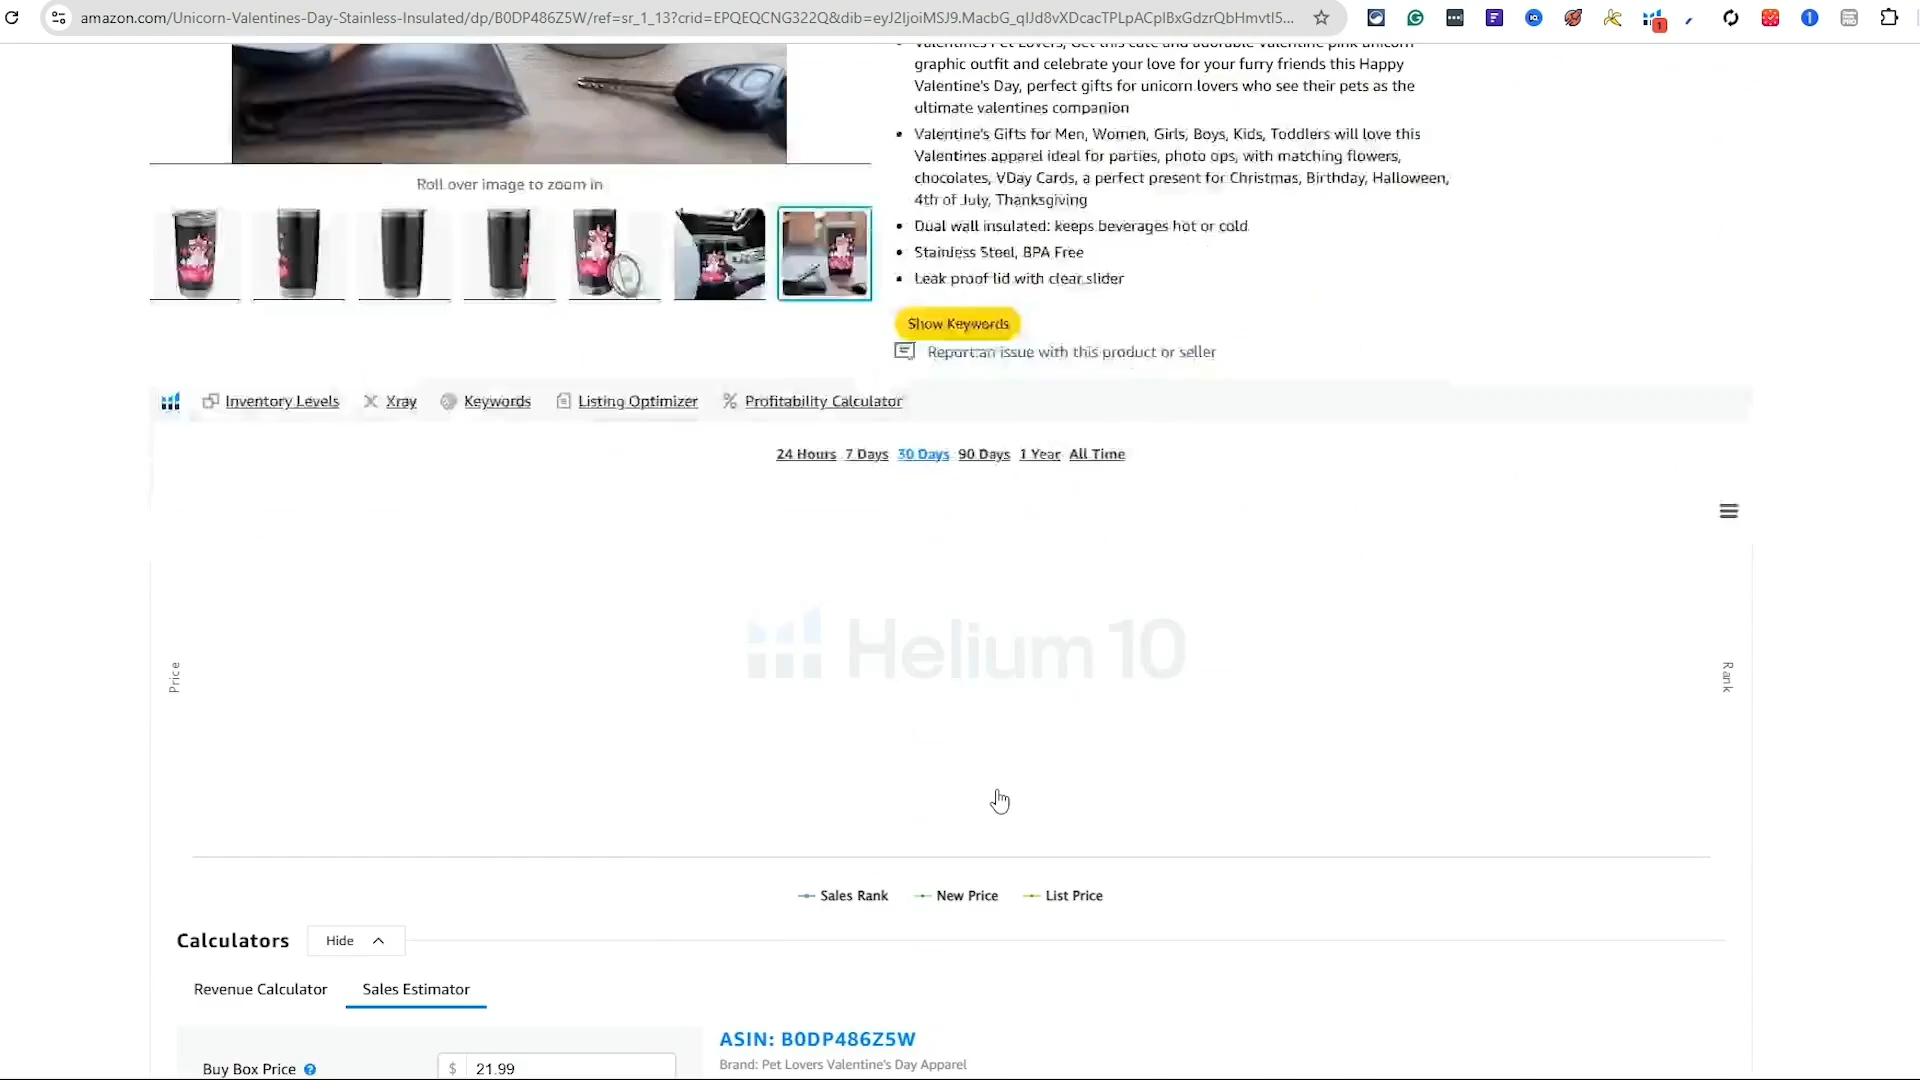 amazon.com/Unicorn-Valentines-Day-Stainless-Insulated/dp/B0DP486Z5W/ref=sr_1_13?crid=EPQEQCNG322Q&dib=eyJ2IjoiMSJ9.MacbG_qIJd8vXDcacTPLpACpIBxGdzrQbHmvtI5...
Valentines Pet Lovers, Get this cute and adorable valentine pink unicorn
graphic outfit and celebrate your love for your furry friends this Happy
Valentine's Day, perfect gifts for unicorn lovers who see their pets as the
ultimate valentines companion
Valentine's Gifts for Men, Women, Girls, Boys, Kids, Toddlers will love this
Valentines apparel ideal for parties, photo ops, with matching flowers,
chocolates, VDay Cards, a perfect present for Christmas, Birthday, Halloween,
4th of July, Thanksgiving
Dual wall insulated: keeps beverages hot or cold
Stainless Steel, BPA Free
Leak proof lid with clear slider
Roll over image to zoom in
Show Keywords
Report an issue with this product or seller
Inventory Levels Xray Keywords Listing Optimizer % Profitability Calculator
24 Hours 7 Days 30 Days 90 Days 1 Year All Time
Helium 10
Price
Rank
Sales Rank New Price List Price
Calculators Hide
Revenue Calculator Sales Estimator
ASIN: B0DP486Z5W
Brand: Pet Lovers Valentine's Day Apparel
Buy Box Price ? $ 21.99